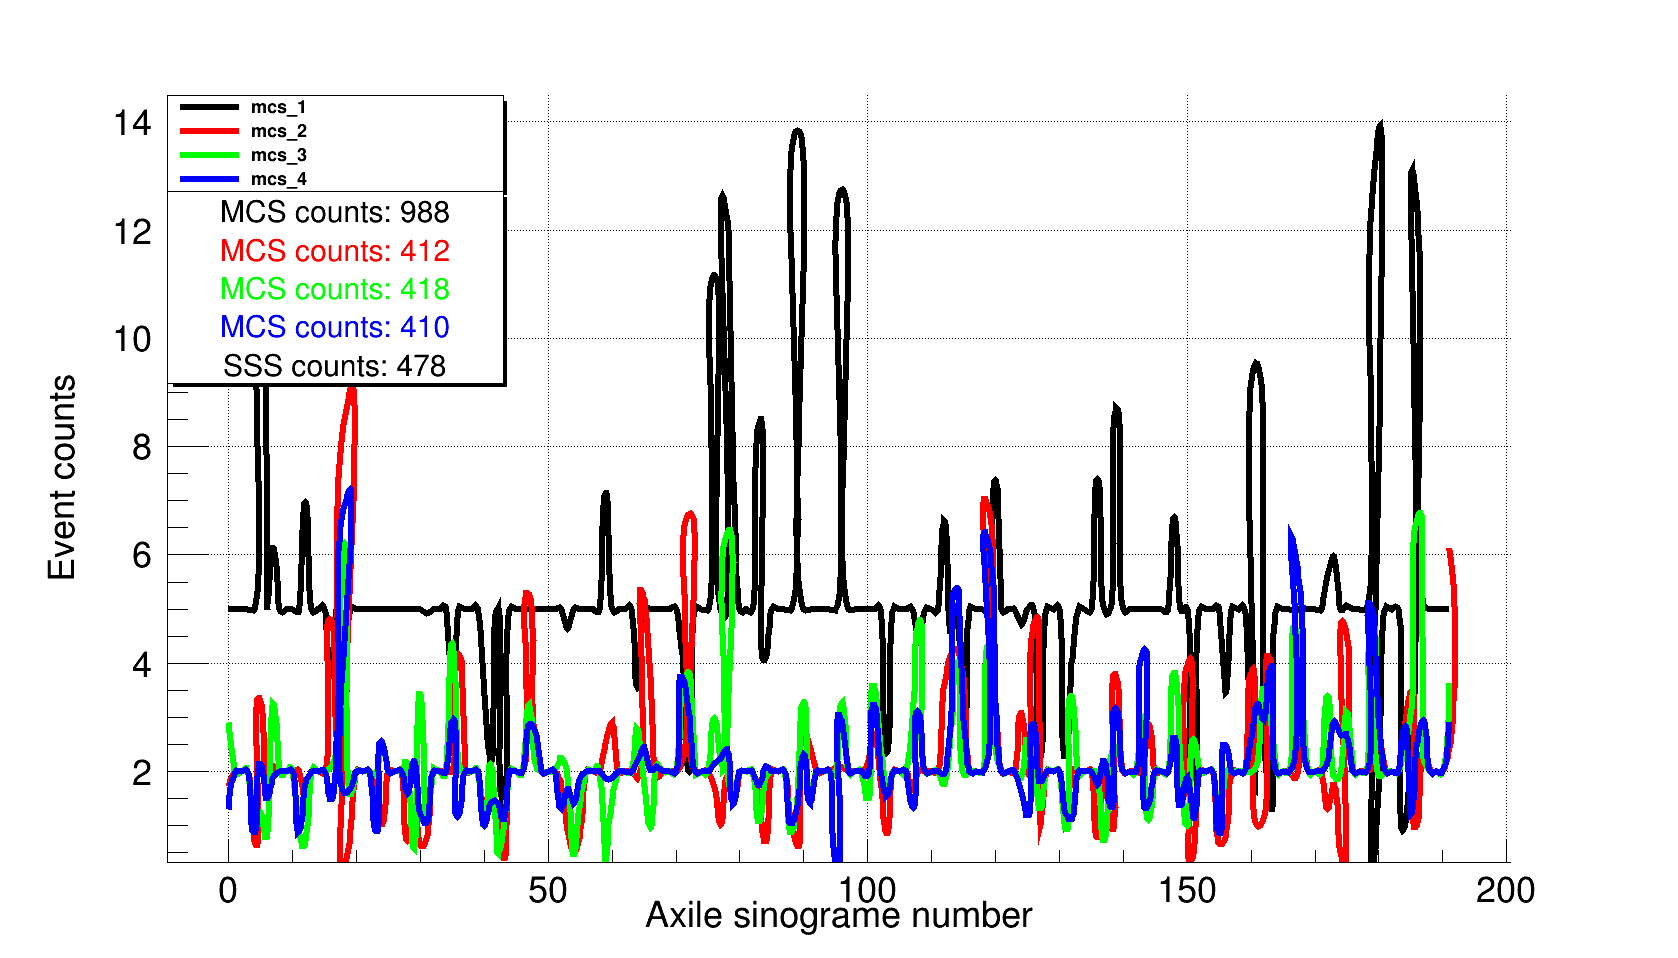 mcs_1
mcs_2
mcs_3
mcs_4
MCS counts: 988
MCS counts: 412
MCS counts: 418
MCS counts: 410
SSS counts: 478
14
12
10
8
6
4
2
Event counts
0 50 100 150 200
Axile sinograme number